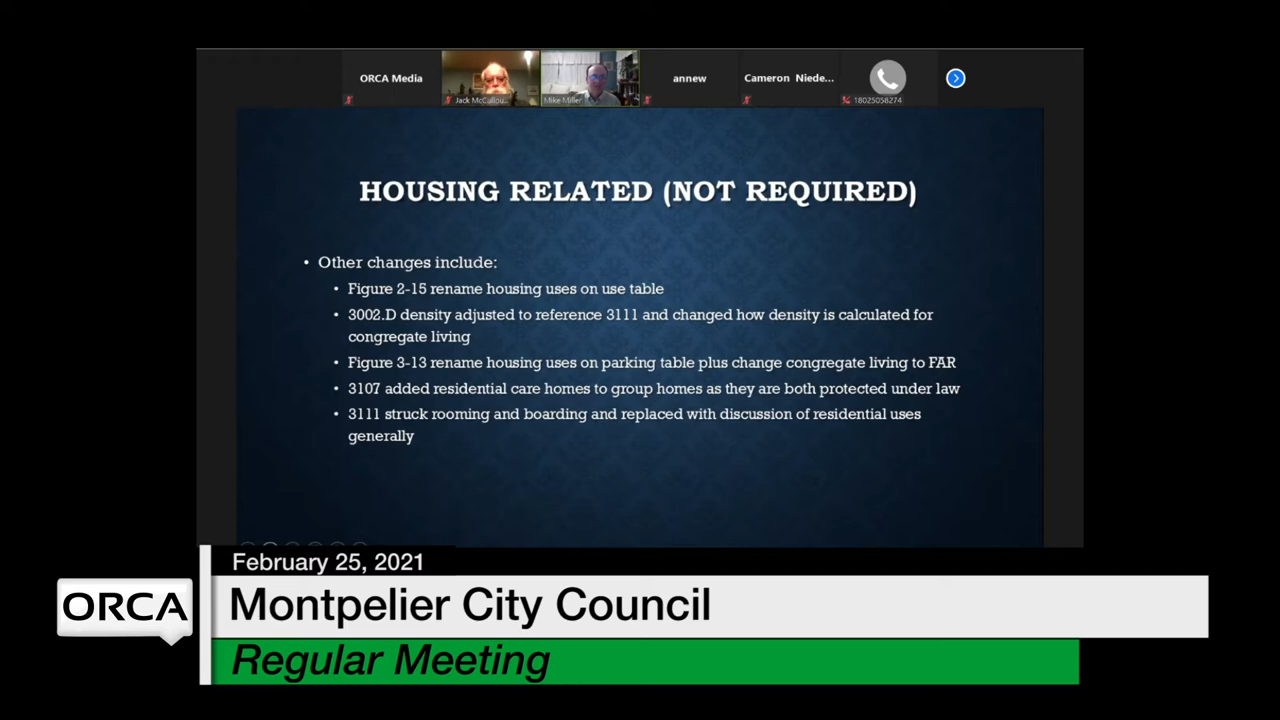 ORCA Media
Jack McCullou...
Mike Miller
annew
Cameron Niede...
18025058274
HOUSING RELATED (NOT REQUIRED)
• Other changes include:
• Figure 2-15 rename housing uses on use table
• 3002.D density adjusted to reference 3111 and changed how density is calculated for
congregate living
• Figure 3-13 rename housing uses on parking table plus change congregate living to FAR
• 3107 added residential care homes to group homes as they are both protected under law
• 3111 struck rooming and boarding and replaced with discussion of residential uses
generally
February 25, 2021
ORCA
Montpelier City Council
Regular Meeting